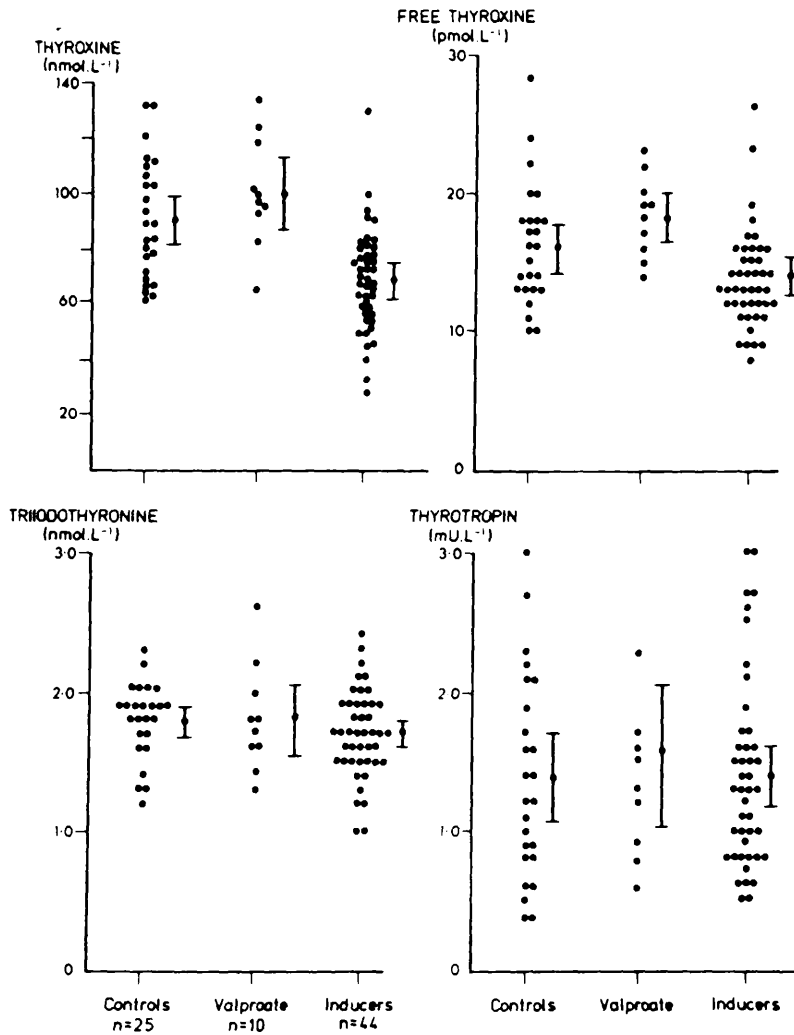 THYROXINE
(nmol.L⁻¹)
140
100
60
20
FREE THYROXINE
(pmol.L⁻¹)
30
20
10
0
TRIIODOTHYRONINE
(nmol.L⁻¹)
3·0
2·0
1·0
0
Controls
n=25
Valproate
n=10
Inducers
n=44
THYROTROPIN
(mU.L⁻¹)
3·0
2·0
1·0
0
Controls
Valproate
Inducers